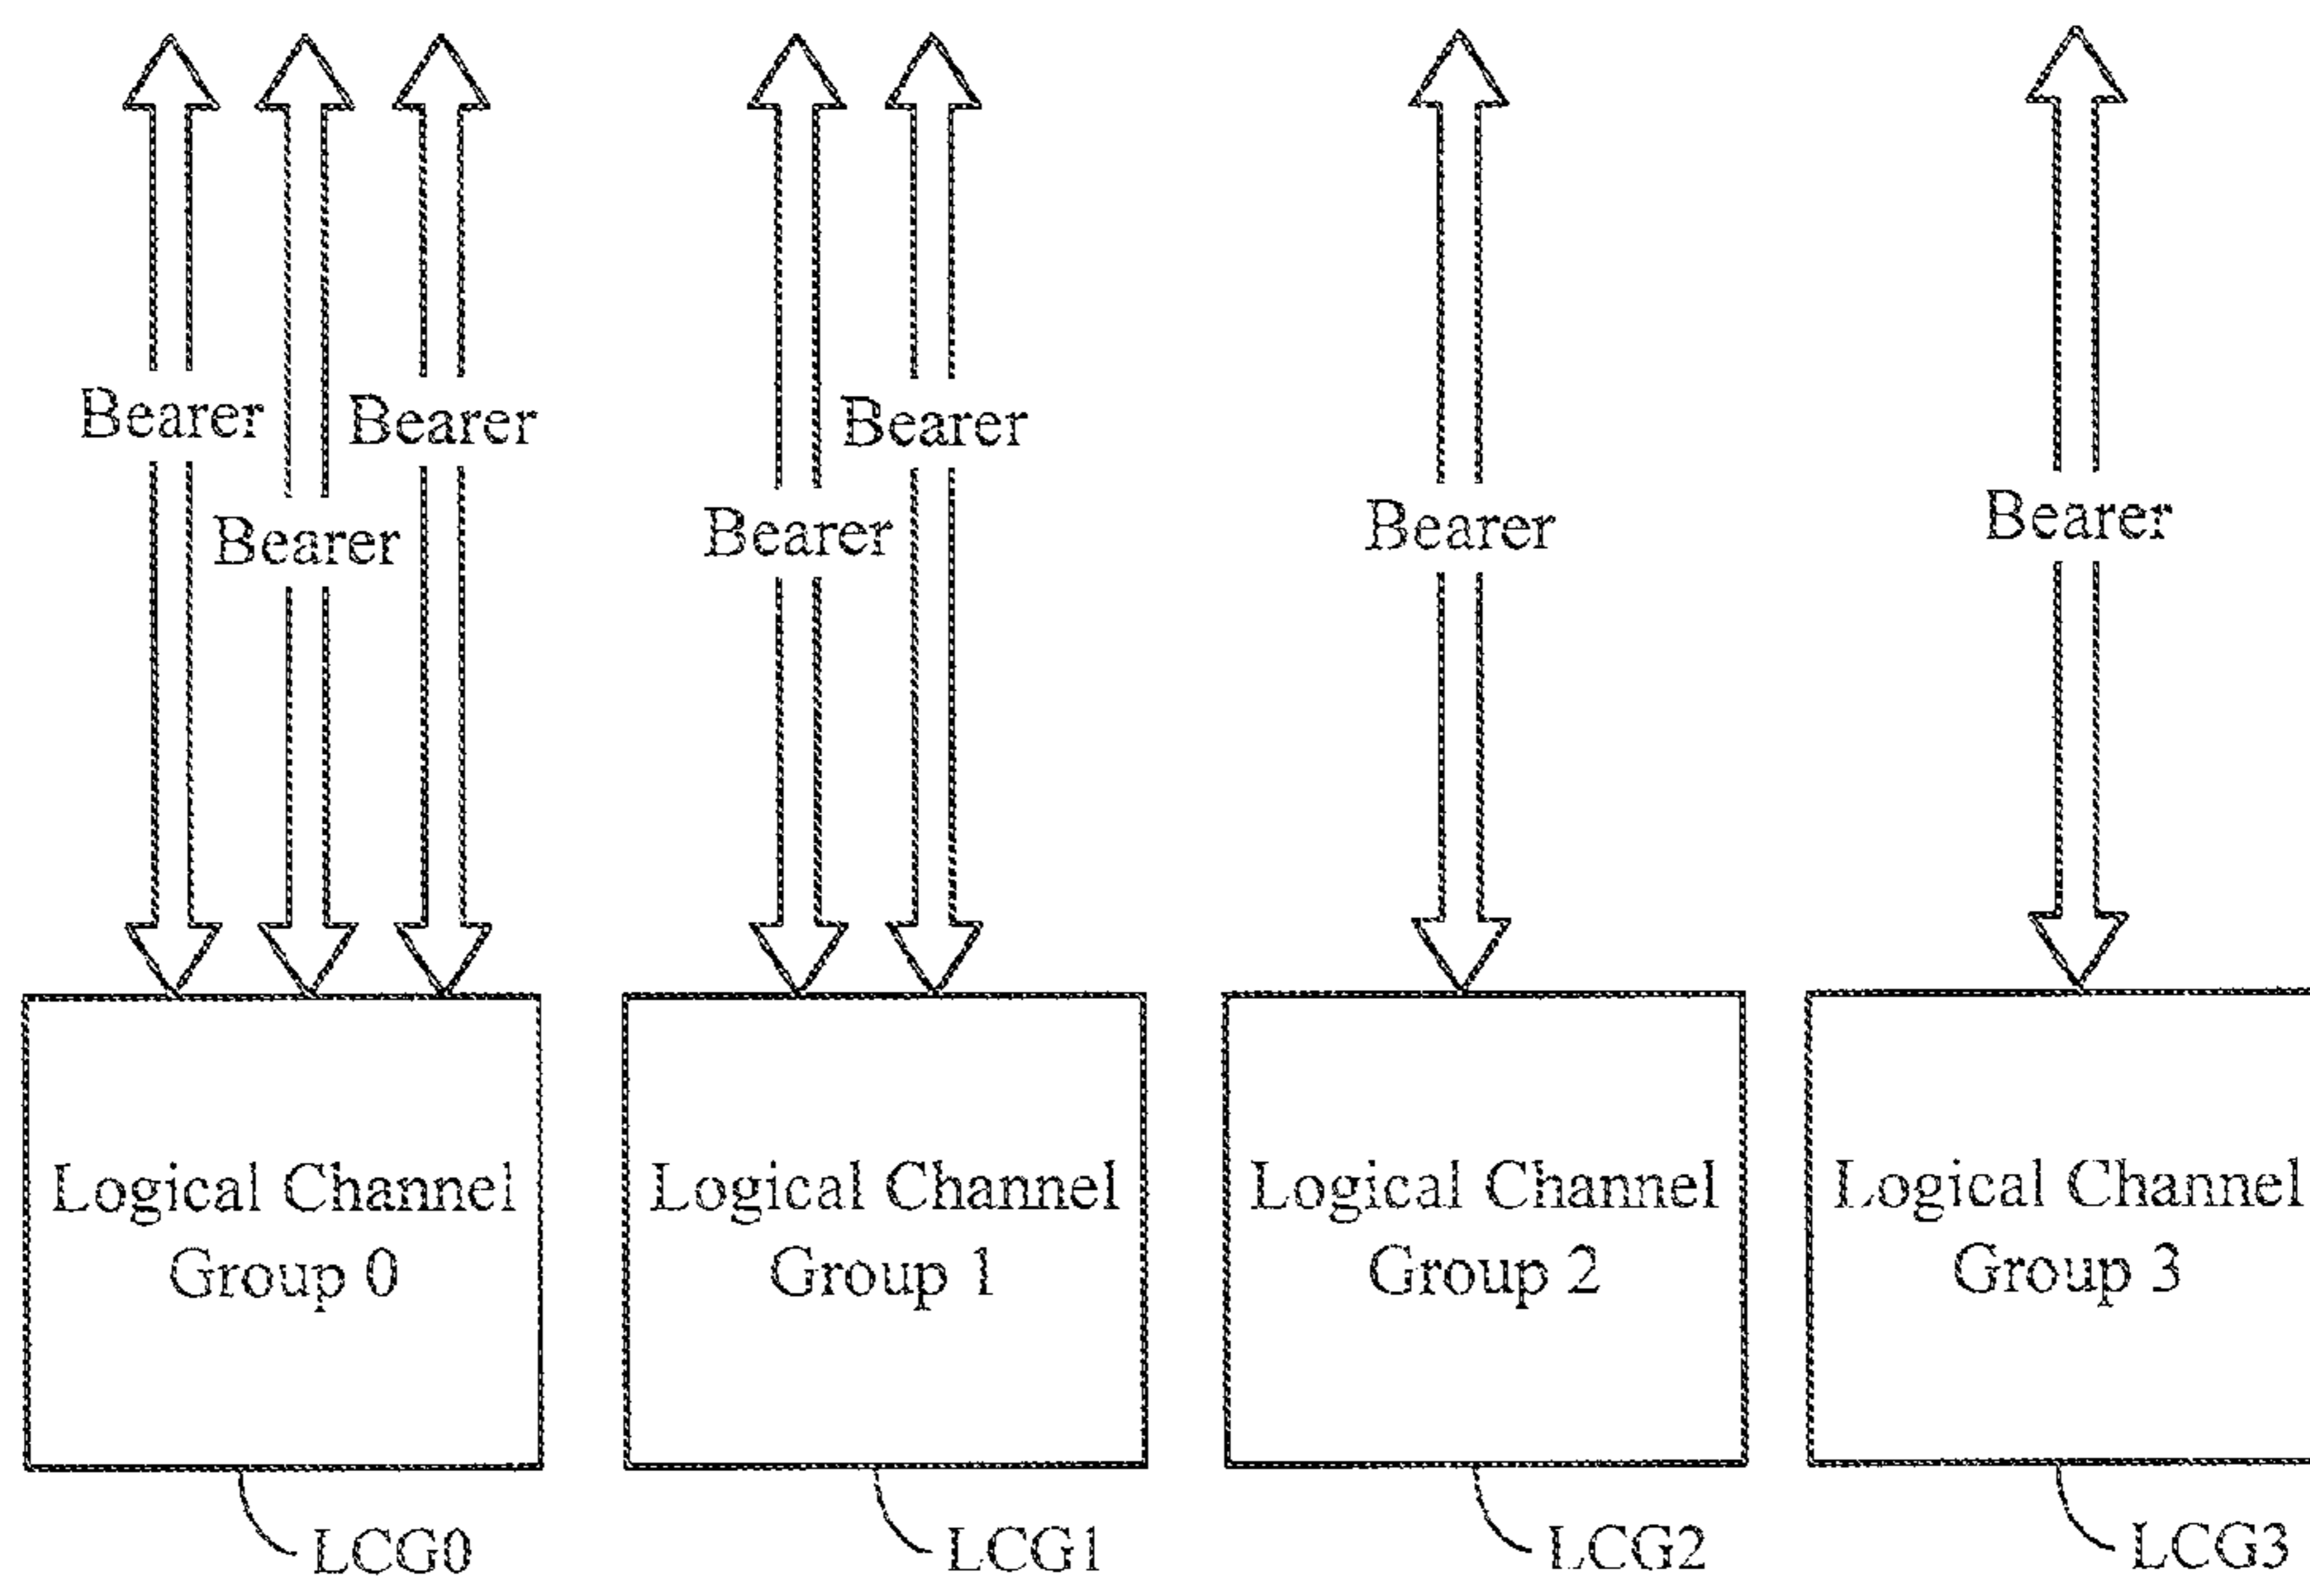 Bearer
Bearer
Bearer
Bearer
Bearer
Bearer
Bearer
Logical Channel
Group 0
Logical Channel
Group 1
Logical Channel
Group 2
Logical Channel
Group 3
LCG0
LCG1
LCG2
LCG3